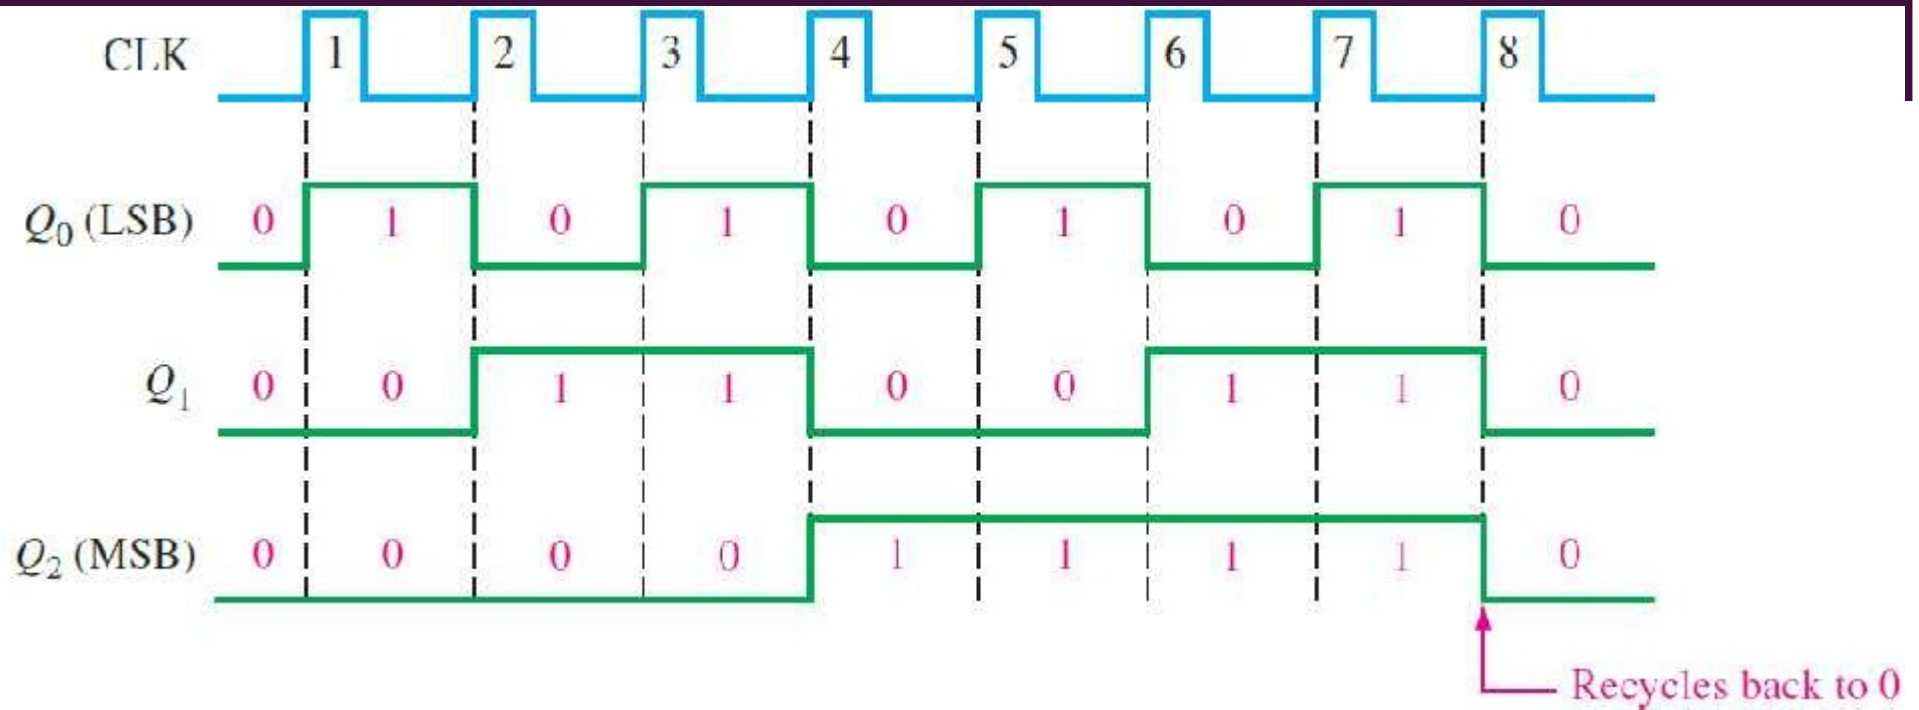 CLK 1 2 3 4 5 6 7 8
Q0 (LSB) 0 1 0 1 0 1 0 1 0
Q1 0 0 1 1 0 0 1 1 0
Q2 (MSB) 0 0 0 0 1 1 1 1 0
Recycles back to 0